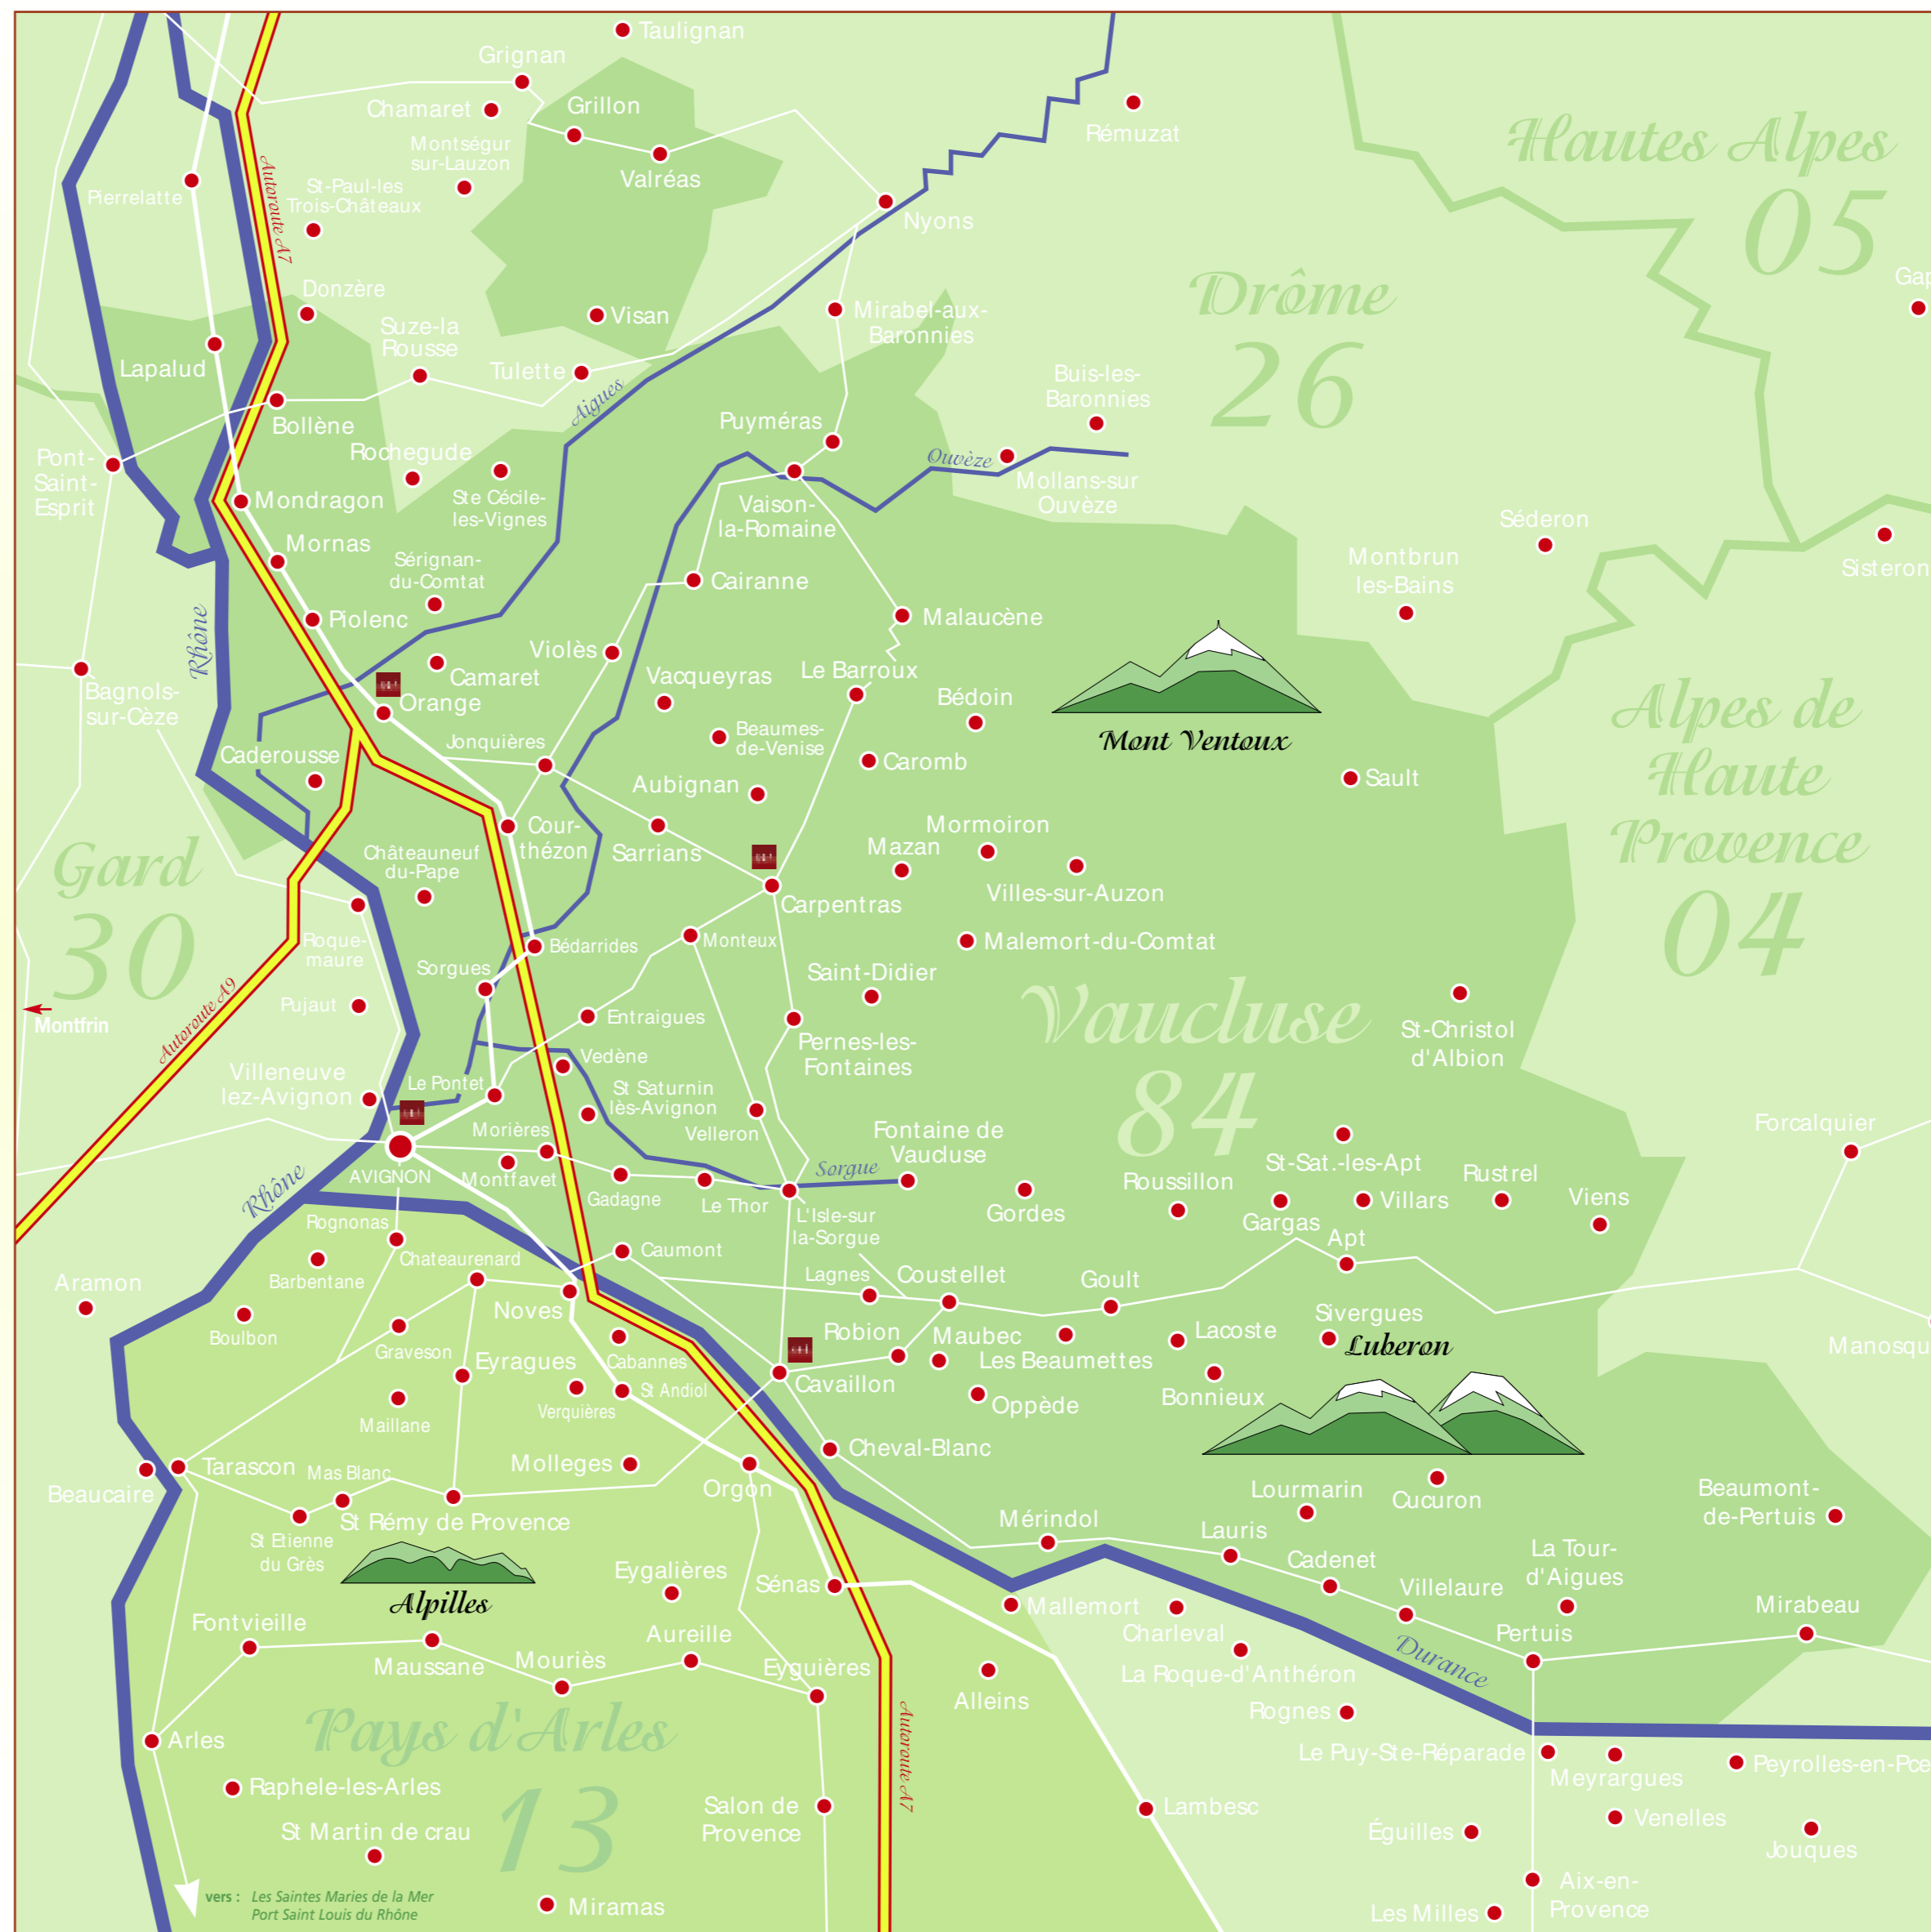 Taulignan
Grignan
Chamaret
Grillon
Rémuzat
Hautes Alpes
05
Montségur
sur-Lauzon
Valréas
Pierrelatte
St-Paul-les
Trois-Châteaux
Autoroute A7
Nyons
Gap
Donzère
Visan
Mirabel-aux-
Baronnies
Drôme
26
Suze-la
Rousse
Lapalud
Tulette
Aigues
Buis-les-
Baronnies
Bollène
Puyméras
Pont-
Saint-
Esprit
Rochegude
Ouvèze
Mollans-sur
Ouvèze
Mondragon
Ste Cécile-
les-Vignes
Vaison-
la-Romaine
Séderon
Mornas
Sérignan-
du-Comtat
Montbrun
les-Bains
Sisteron
Cairanne
Rhône
Piolenc
Malaucène
Violès
Camaret
Vacqueyras
Le Barroux
Bédoin
Bagnols-
sur-Cèze
Orange
Mont Ventoux
Alpes de
Haute
Provence
04
Jonquières
Beaumes-
de-Venise
Caderousse
Caromb
Sault
Aubignan
Gard
30
Cour-
thézon
Sarrians
Mormoiron
Mazan
Châteauneuf
du-Pape
Villes-sur-Auzon
Carpentras
Roque-
maure
Bédarrides
Monteux
Malemort-du-Comtat
Sorgues
Saint-Didier
Vaucluse
84
Pujaut
Autoroute A9
Montfrin
Entraigues
St-Christol
d'Albion
Pernes-les-
Fontaines
Vedène
Villeneuve
lez-Avignon
Le Pontet
St Saturnin
lès-Avignon
Forcalquier
Morières
Velleron
Fontaine de
Vaucluse
Sorgue
St-Sat.-les-Apt
AVIGNON
Montfavet
Gadagne
Le Thor
Roussillon
Rustrel
Rhône
Gordes
Gargas
Villars
Viens
Rognonas
L'Isle-sur
la-Sorgue
Apt
Caumont
Barbentane
Chateaurenard
Aramon
Lagnes
Coustellet
Goult
Noves
Boulbon
Sivergues
Robion
Maubec
Lacoste
Luberon
Manosqu
Graveson
Eyragues
Cabannes
Les Beaumettes
Cavaillon
St Andiol
Bonnieux
Oppède
Verquières
Maillane
Cheval-Blanc
Tarascon
Mas Blanc
Molleges
Beaucaire
Orgon
Lourmarin
Cucuron
Beaumont-
de-Pertuis
St Rémy de Provence
St Etienne
du Grès
Mérindol
Lauris
Cadenet
La Tour-
d'Aigues
Eygalières
Sénas
Villelaure
Alpilles
Mallemort
Mirabeau
Fontvieille
Aureille
Charleval
Pertuis
Maussane
Mouriès
Eyguières
La Roque-d'Anthéron
Durance
Alleins
Rognes
Pays d'Arles
13
Autoroute A7
Arles
Le Puy-Ste-Réparade
Peyrolles-en-Pce
Meyrargues
Raphele-les-Arles
Salon de
Provence
Lambesc
Venelles
St Martin de crau
Éguilles
Jouques
vers : Les Saintes Maries de la Mer
Port Saint Louis du Rhône
Miramas
Aix-en-
Provence
Les Milles